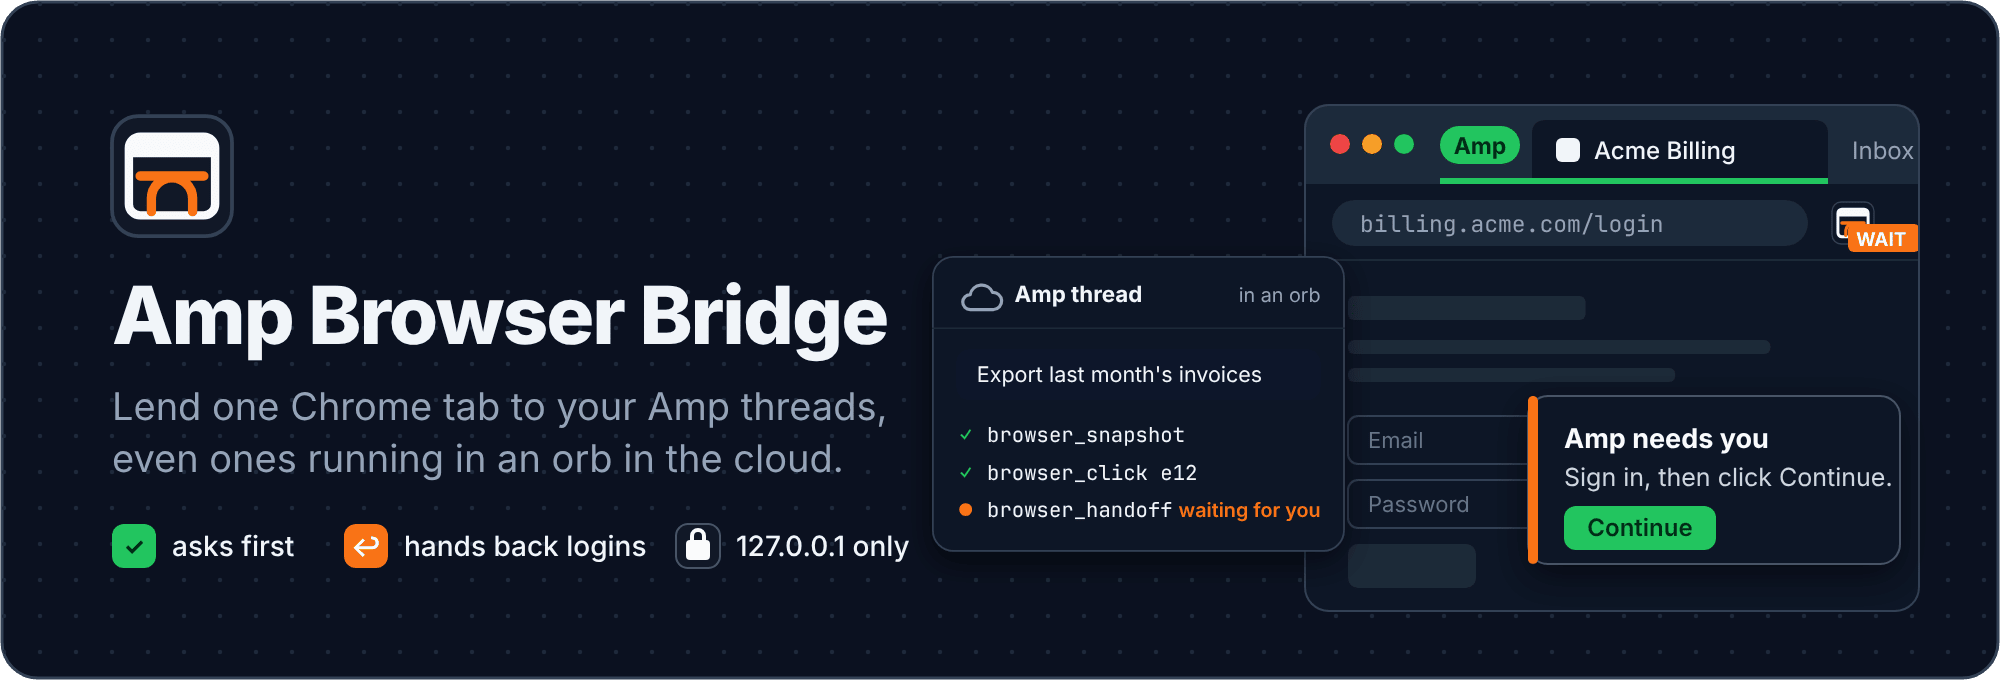 Amp Browser Bridge
Lend one Chrome tab to your Amp threads,
even ones running in an orb in the cloud.
asks first
hands back logins
127.0.0.1 only
Amp thread
in an orb
Export last month's invoices
browser_snapshot
browser_click e12
browser_handoff waiting for you
Amp
Acme Billing
Inbox
billing.acme.com/login
WAIT
Email
Password
Amp needs you
Sign in, then click Continue.
Continue